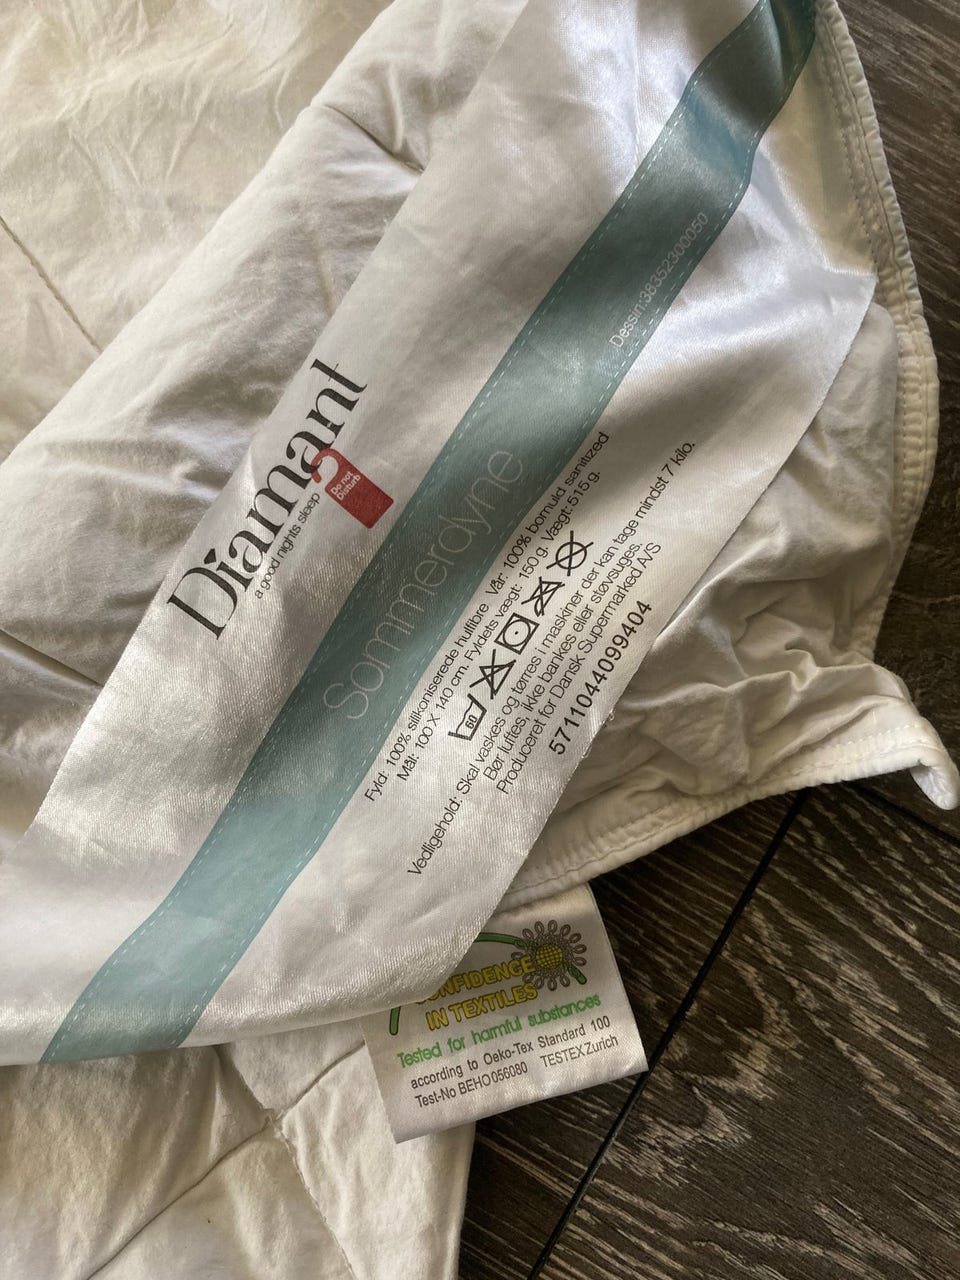 Diamant
a good nights sleep
Do not
Disturb
Sommerdyne
Dessin:38352300050
Fyld: 100% silikoniserede hulfibre Vår: 100% bomuld sanitized
Mål: 100 X 140 cm. Fyldets vægt: 150 g. Vægt: 515 g.
60
Vedligehold: Skal vaskes og tørres i maskiner der kan tage mindst 7 kilo.
Bør luftes, ikke bankes eller støvsuges.
Produceret for Dansk Supermarked A/S
5711044099404
CONFIDENCE
IN TEXTILES
Tested for harmful substances
according to Oeko-Tex Standard 100
Test-No BEHO 056080 TESTEX Zurich